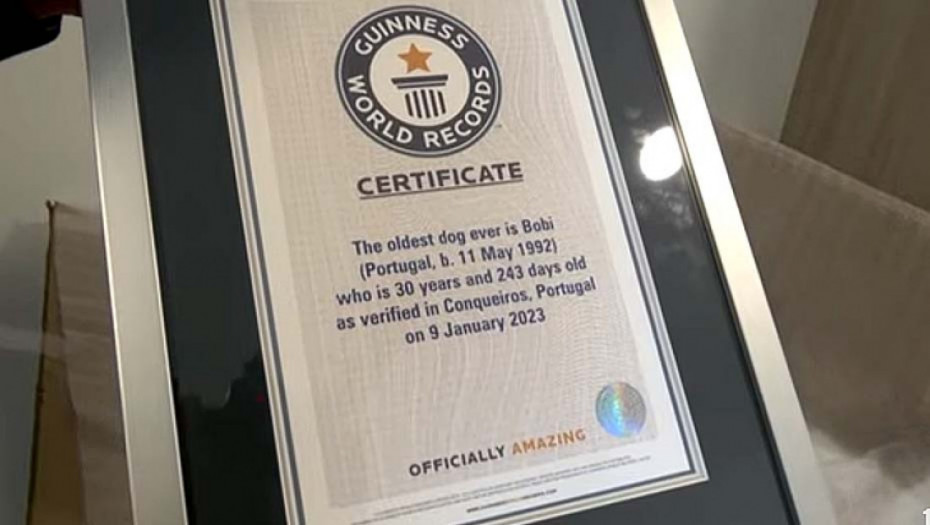 GUINNESS
WORLD RECORDS
CERTIFICATE
The oldest dog ever is Bobi
(Portugal, b. 11 May 1992)
who is 30 years and 243 days old
as verified in Conqueiros, Portugal
on 9 January 2023
OFFICIALLY AMAZING